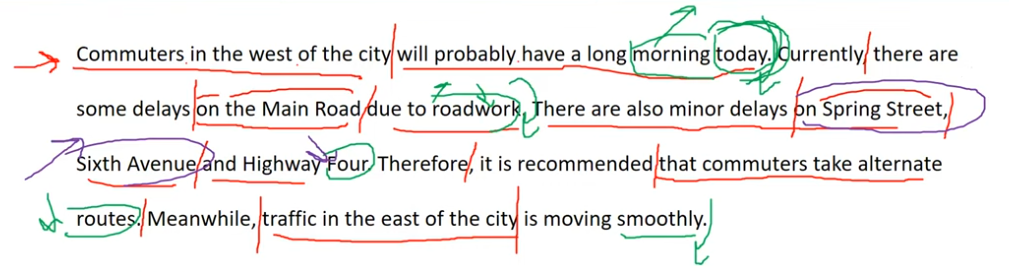 Commuters in the west of the city will probably have a long morning today. Currently, there are
some delays on the Main Road due to roadwork. There are also minor delays on Spring Street,
Sixth Avenue and Highway Four. Therefore, it is recommended that commuters take alternate
routes. Meanwhile, traffic in the east of the city is moving smoothly.